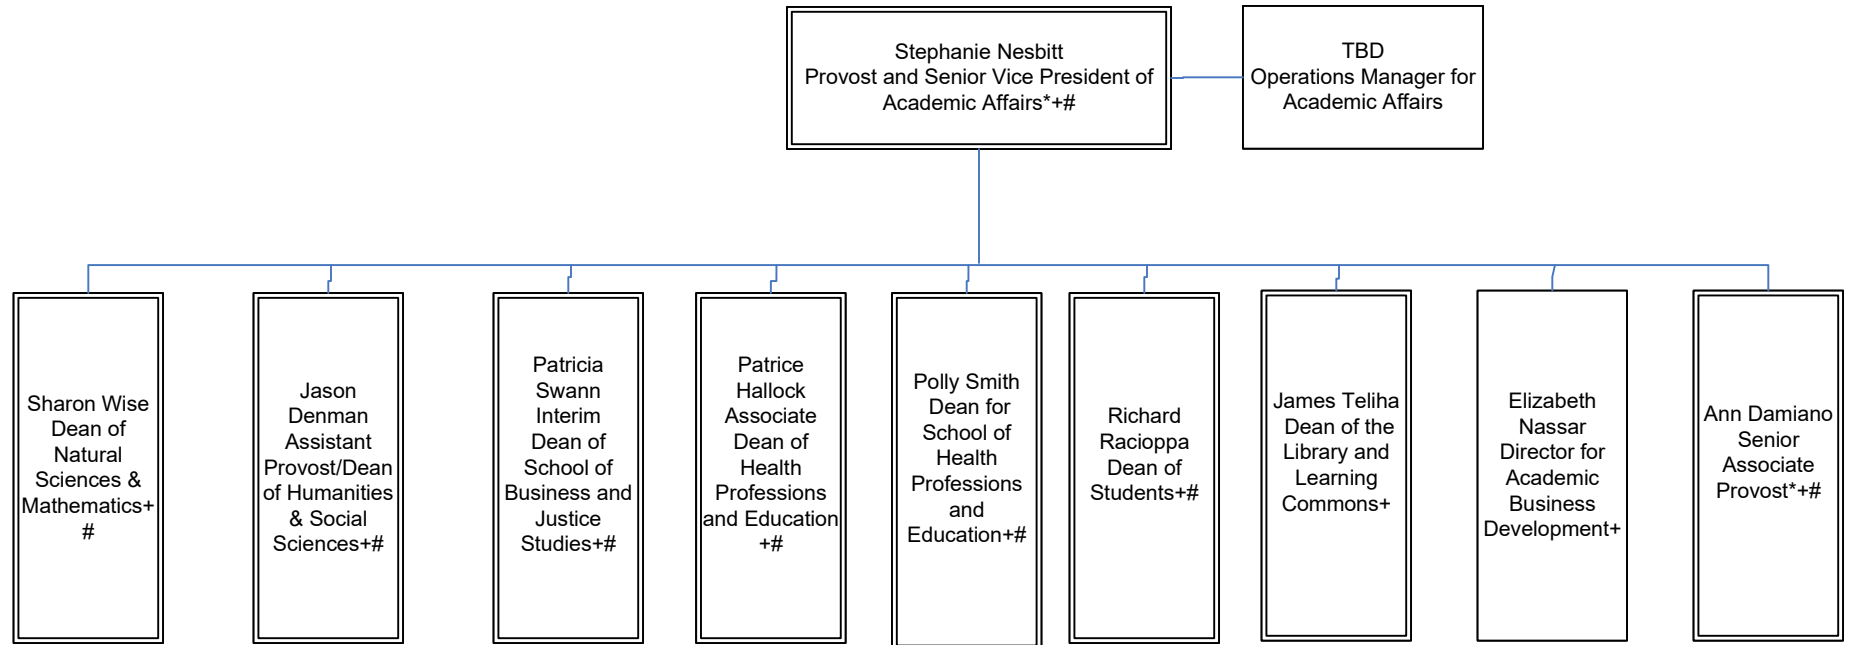 Stephanie Nesbitt
Provost and Senior Vice President of
Academic Affairs*+#
TBD
Operations Manager for
Academic Affairs
Sharon Wise
Dean of
Natural
Sciences &
Mathematics+
#
Jason
Denman
Assistant
Provost/Dean
of Humanities
& Social
Sciences+#
Patricia
Swann
Interim
Dean of
School of
Business and
Justice
Studies+#
Patrice
Hallock
Associate
Dean of
Health
Professions
and Education
+#
Polly Smith
Dean for
School of
Health
Professions
and
Education+#
Richard
Racioppa
Dean of
Students+#
James Teliha
Dean of the
Library and
Learning
Commons+
Elizabeth
Nassar
Director for
Academic
Business
Development+
Ann Damiano
Senior
Associate
Provost*+#